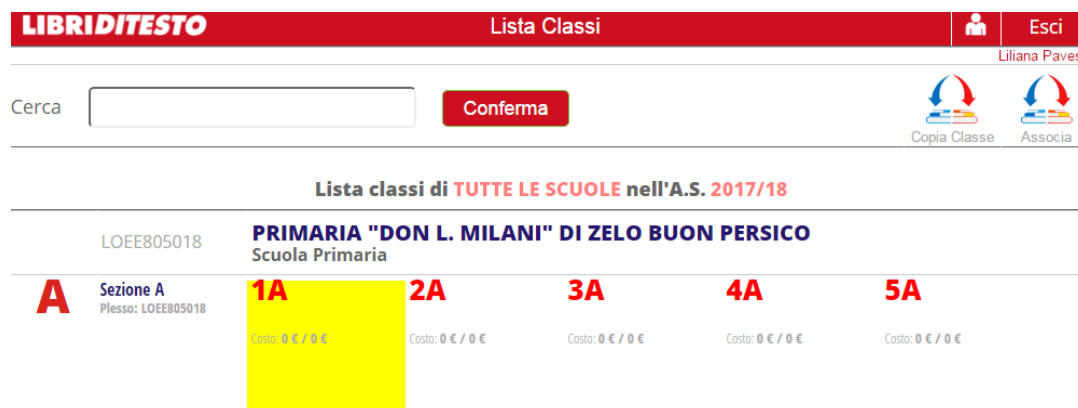 LIBRIDITESTO Lista Classi Esci
Liliana Paves
Cerca Conferma
Copia Classe Associa
Lista classi di TUTTE LE SCUOLE nell'A.S. 2017/18
LOEE805018 PRIMARIA "DON L. MILANI" DI ZELO BUON PERSICO
Scuola Primaria
A Sezione A 1A 2A 3A 4A 5A
Plesso: LOEE805018
Costo: 0 € / 0 € Costo: 0 € / 0 € Costo: 0 € / 0 € Costo: 0 € / 0 € Costo: 0 € / 0 €